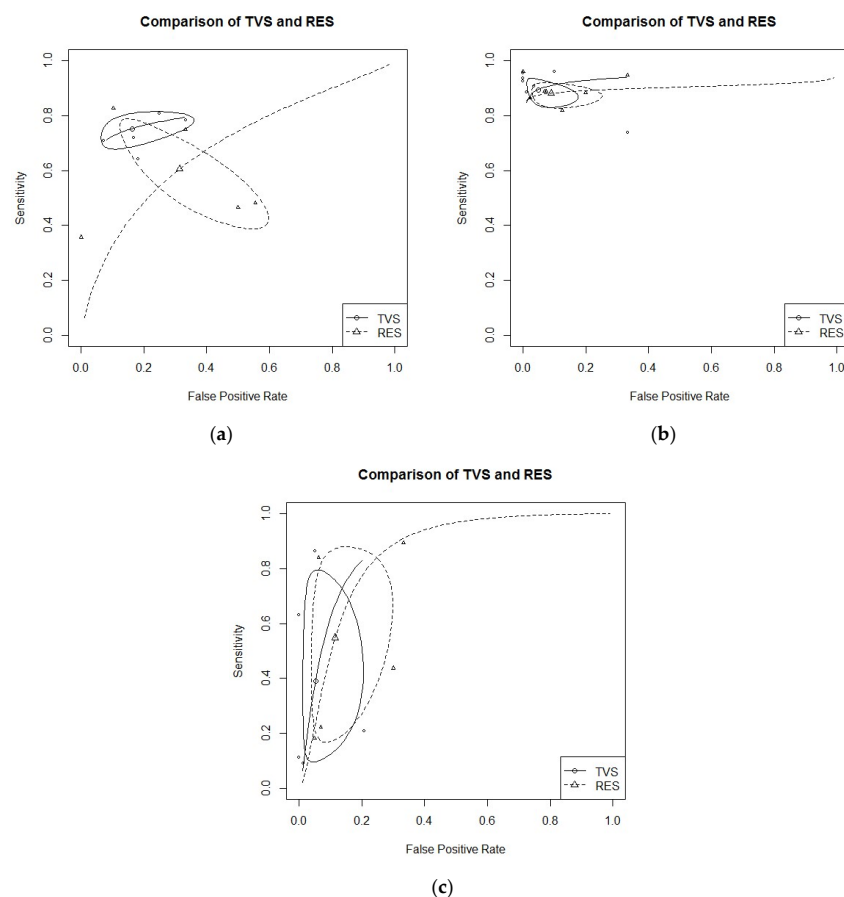 Comparison of TVS and RES
Sensitivity
1.0
0.8
0.6
0.4
0.2
0.0
TVS
RES
0.0 0.2 0.4 0.6 0.8 1.0
False Positive Rate
(a)
Comparison of TVS and RES
Sensitivity
1.0
0.8
0.6
0.4
0.2
0.0
TVS
RES
0.0 0.2 0.4 0.6 0.8 1.0
False Positive Rate
(b)
Comparison of TVS and RES
Sensitivity
1.0
0.8
0.6
0.4
0.2
0.0
TVS
RES
0.0 0.2 0.4 0.6 0.8 1.0
False Positive Rate
(c)